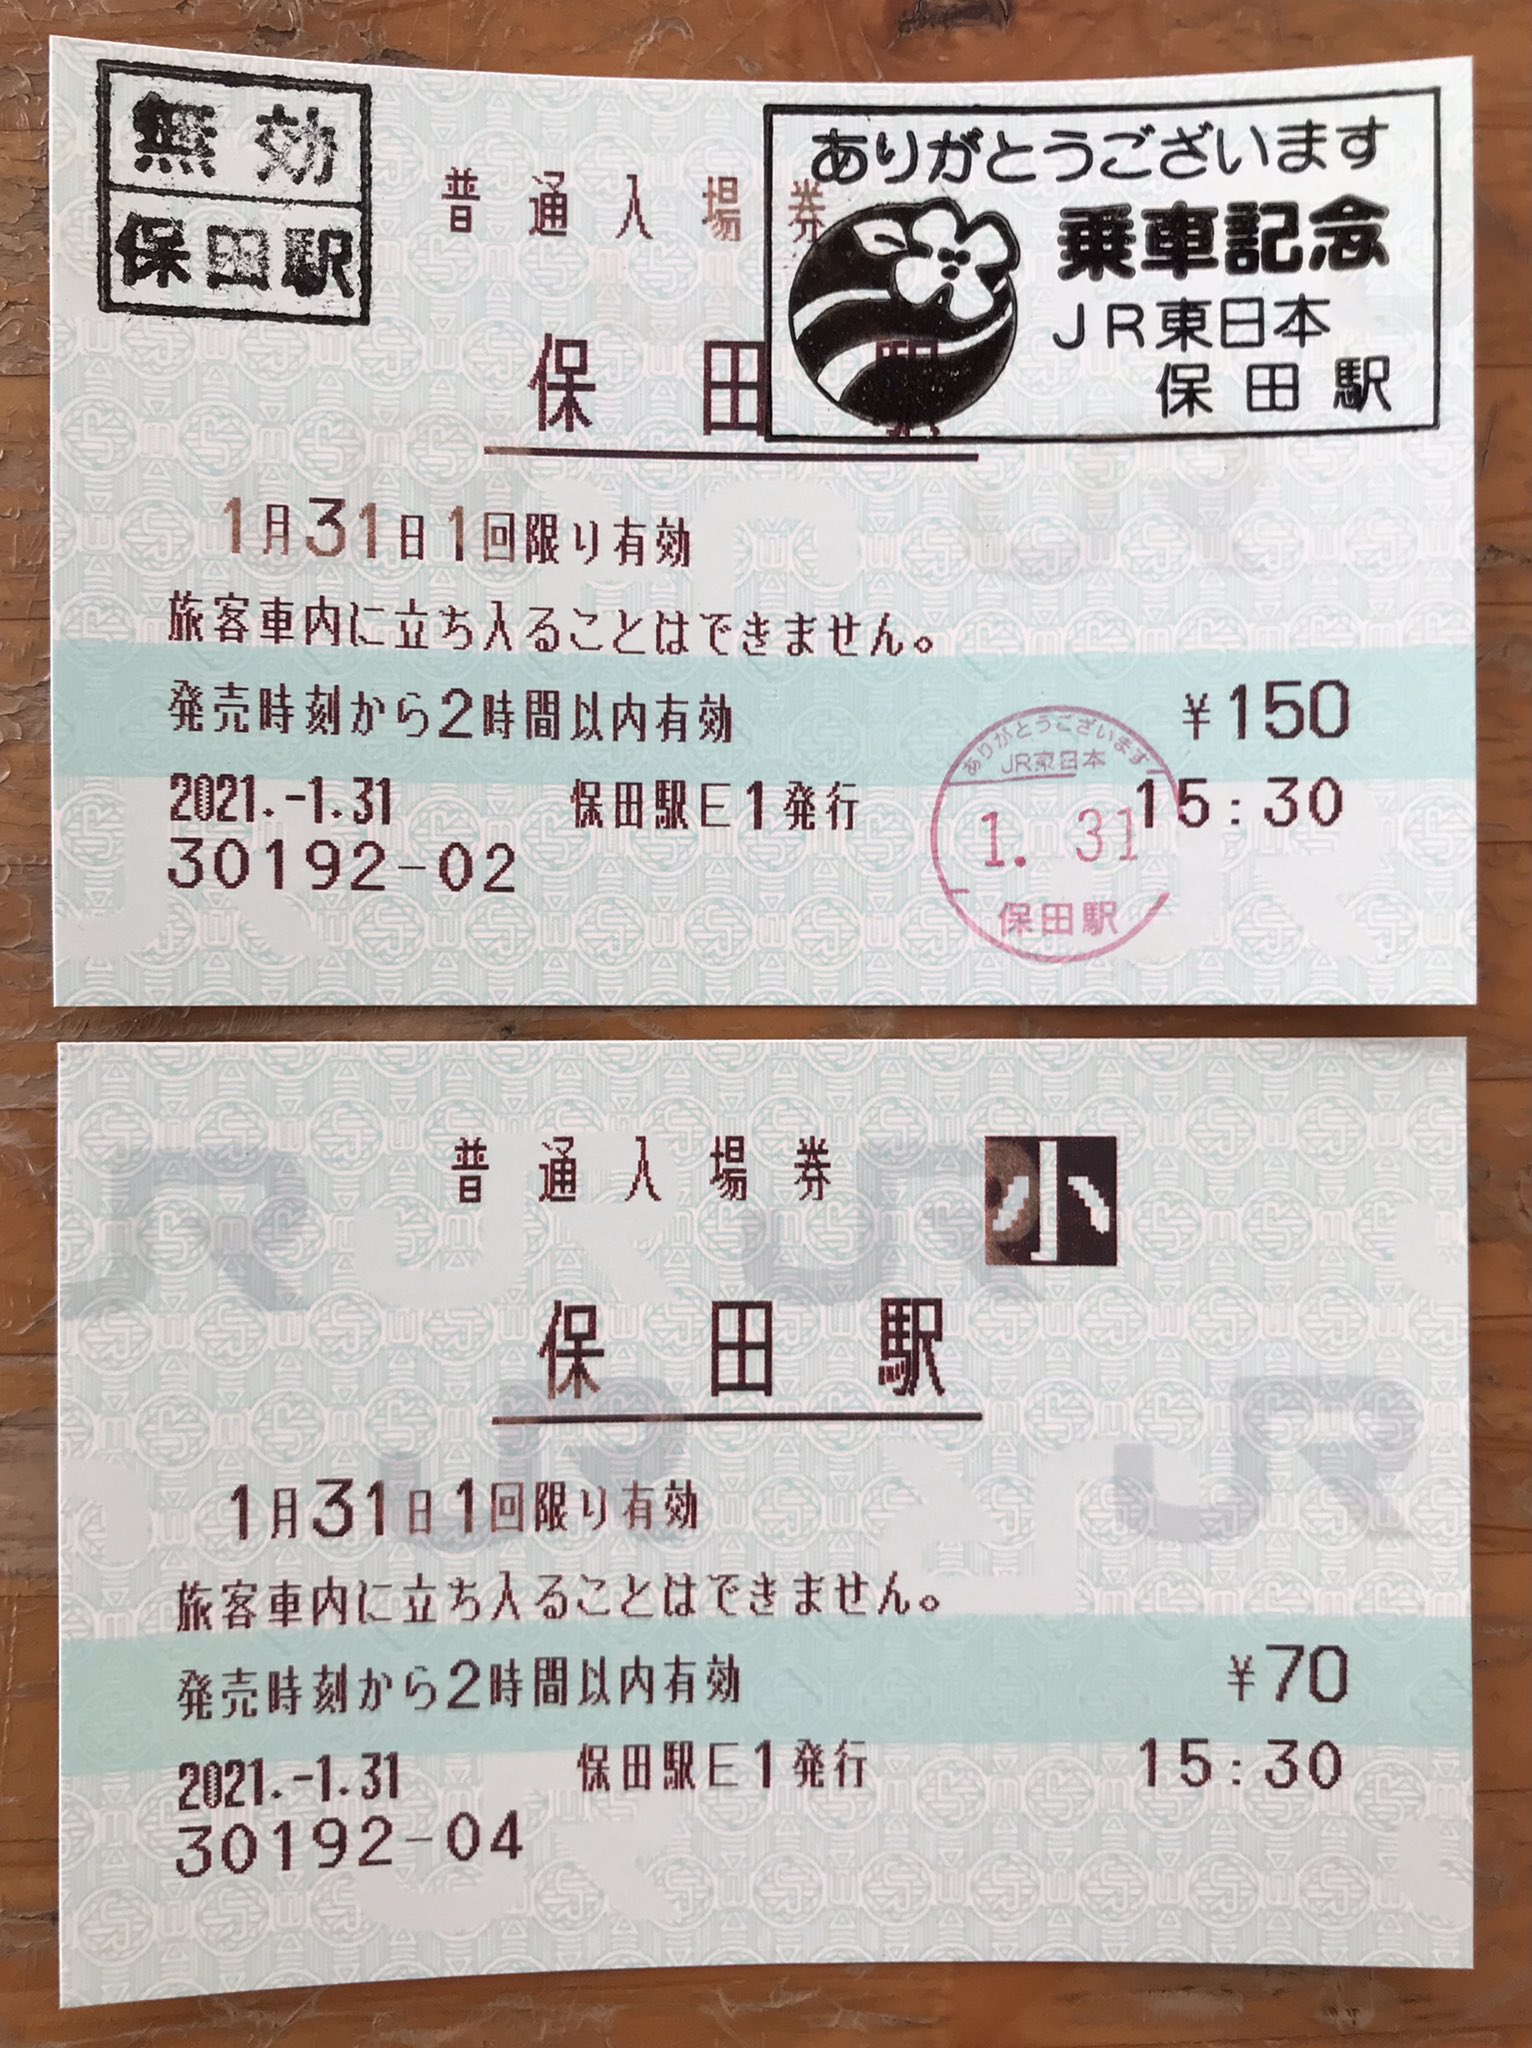 無効
保田駅
普通入場券
ありがとうございます
乗車記念
JR東日本
保田駅
保田駅
1月31日1回限り有効
旅客車内に立ち入ることはできません。
発売時刻から2時間以内有効
¥150
ありがとうございます
JR東日本
1. 31
保田駅
2021.-1.31
保田駅E1発行
15:30
30192-02
普通入場券
小
保田駅
1月31日1回限り有効
旅客車内に立ち入ることはできません。
発売時刻から2時間以内有効
¥70
2021.-1.31
保田駅E1発行
15:30
30192-04